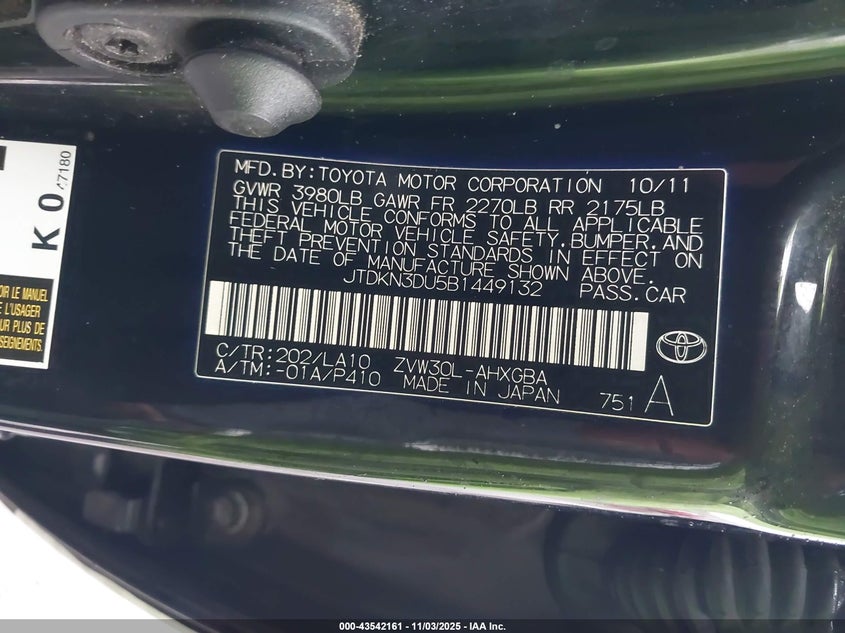 K 0
47180
OIR LE MANUEL
E L'USAGER
UR PLUS DE
SEIGNEMENTS.
MFD.BY:TOYOTA MOTOR CORPORATION 10/11
GVWR 3980LB GAWR FR 2270LB RR 2175LB
THIS VEHICLE CONFORMS TO ALL APPLICABLE
FEDERAL MOTOR VEHICLE SAFETY,BUMPER,AND
THEFT PREVENTION STANDARDS IN EFFECT ON
THE DATE OF MANUFACTURE SHOWN ABOVE.
JTDKN3DU5B1449132 PASS.CAR
C/TR:202/LA10 ZVW30L-AHXGBA
A/TM:-01A/P410 MADE IN JAPAN 751 A
000-43542161 - 11/03/2025 - IAA Inc.